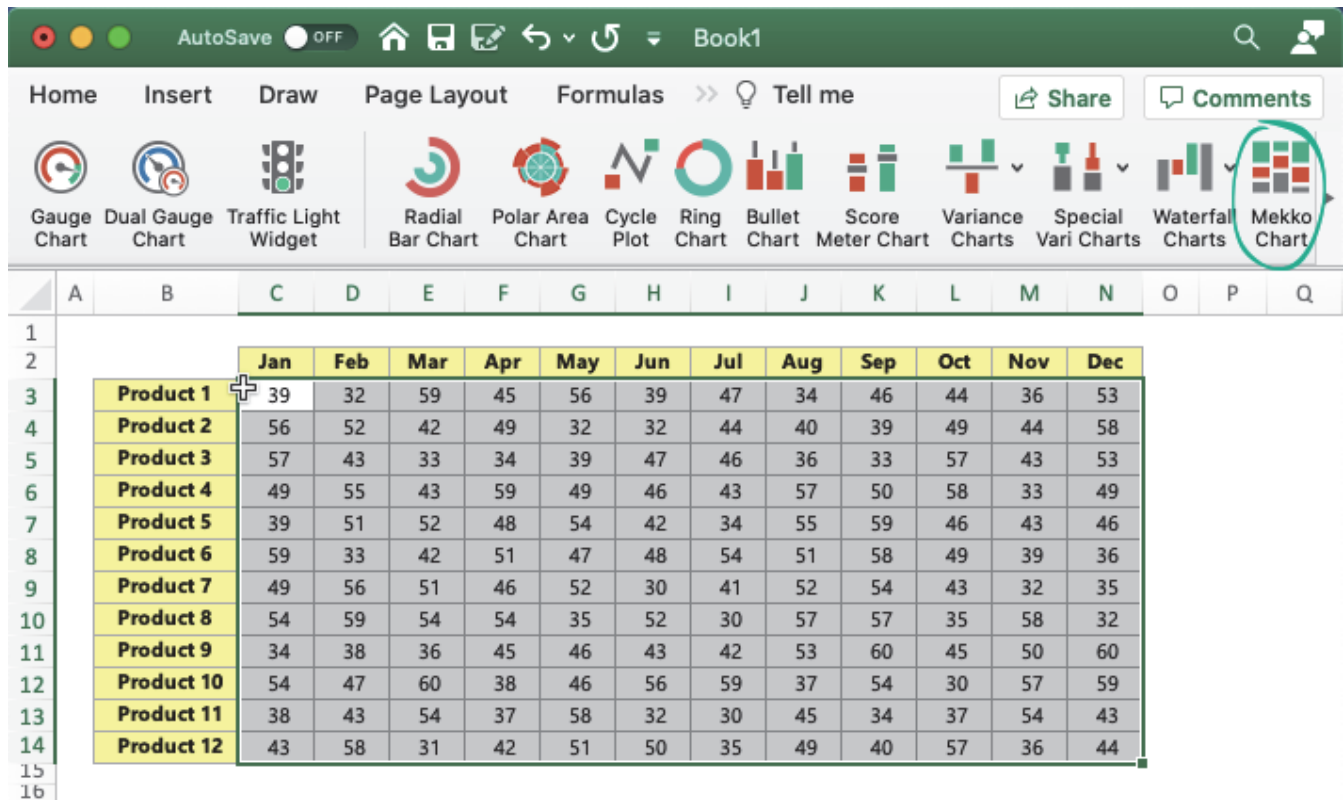 AutoSave OFF Book1
Home Insert Draw Page Layout Formulas >> Tell me Share Comments
Gauge Chart
Dual Gauge Chart
Traffic Light Widget
Radial Bar Chart
Polar Area Chart
Cycle Plot
Ring Chart
Bullet Chart
Score Meter Chart
Variance Charts
Special Vari Charts
Waterfall Charts
Mekko Chart
A B C D E F G H I J K L M N O P Q
1
2 Jan Feb Mar Apr May Jun Jul Aug Sep Oct Nov Dec
3 Product 1 39 32 59 45 56 39 47 34 46 44 36 53
4 Product 2 56 52 42 49 32 32 44 40 39 49 44 58
5 Product 3 57 43 33 34 39 47 46 36 33 57 43 53
6 Product 4 49 55 43 59 49 46 43 57 50 58 33 49
7 Product 5 39 51 52 48 54 42 34 55 59 46 43 46
8 Product 6 59 33 42 51 47 48 54 51 58 49 39 36
9 Product 7 49 56 51 46 52 30 41 52 54 43 32 35
10 Product 8 54 59 54 54 35 52 30 57 57 35 58 32
11 Product 9 34 38 36 45 46 43 42 53 60 45 50 60
12 Product 10 54 47 60 38 46 56 59 37 54 30 57 59
13 Product 11 38 43 54 37 58 32 30 45 34 37 54 43
14 Product 12 43 58 31 42 51 50 35 49 40 57 36 44
15
16